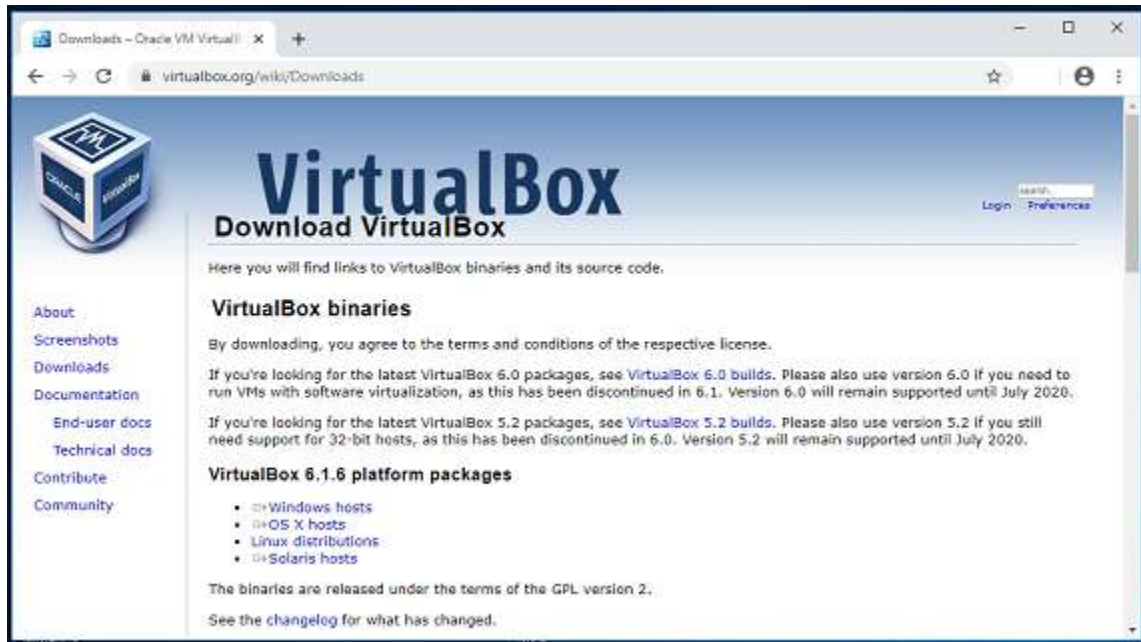 Downloads – Oracle VM Virtuall
virtualbox.org/wiki/Downloads
VM
ORACLE
VirtualBox
VirtualBox
search
Login Preferences
Download VirtualBox
Here you will find links to VirtualBox binaries and its source code.
About
Screenshots
Downloads
Documentation
End-user docs
Technical docs
Contribute
Community
VirtualBox binaries
By downloading, you agree to the terms and conditions of the respective license.
If you're looking for the latest VirtualBox 6.0 packages, see VirtualBox 6.0 builds. Please also use version 6.0 if you need to
run VMs with software virtualization, as this has been discontinued in 6.1. Version 6.0 will remain supported until July 2020.
If you're looking for the latest VirtualBox 5.2 packages, see VirtualBox 5.2 builds. Please also use version 5.2 if you still
need support for 32-bit hosts, as this has been discontinued in 6.0. Version 5.2 will remain supported until July 2020.
VirtualBox 6.1.6 platform packages
Windows hosts
OS X hosts
Linux distributions
Solaris hosts
The binaries are released under the terms of the GPL version 2.
See the changelog for what has changed.